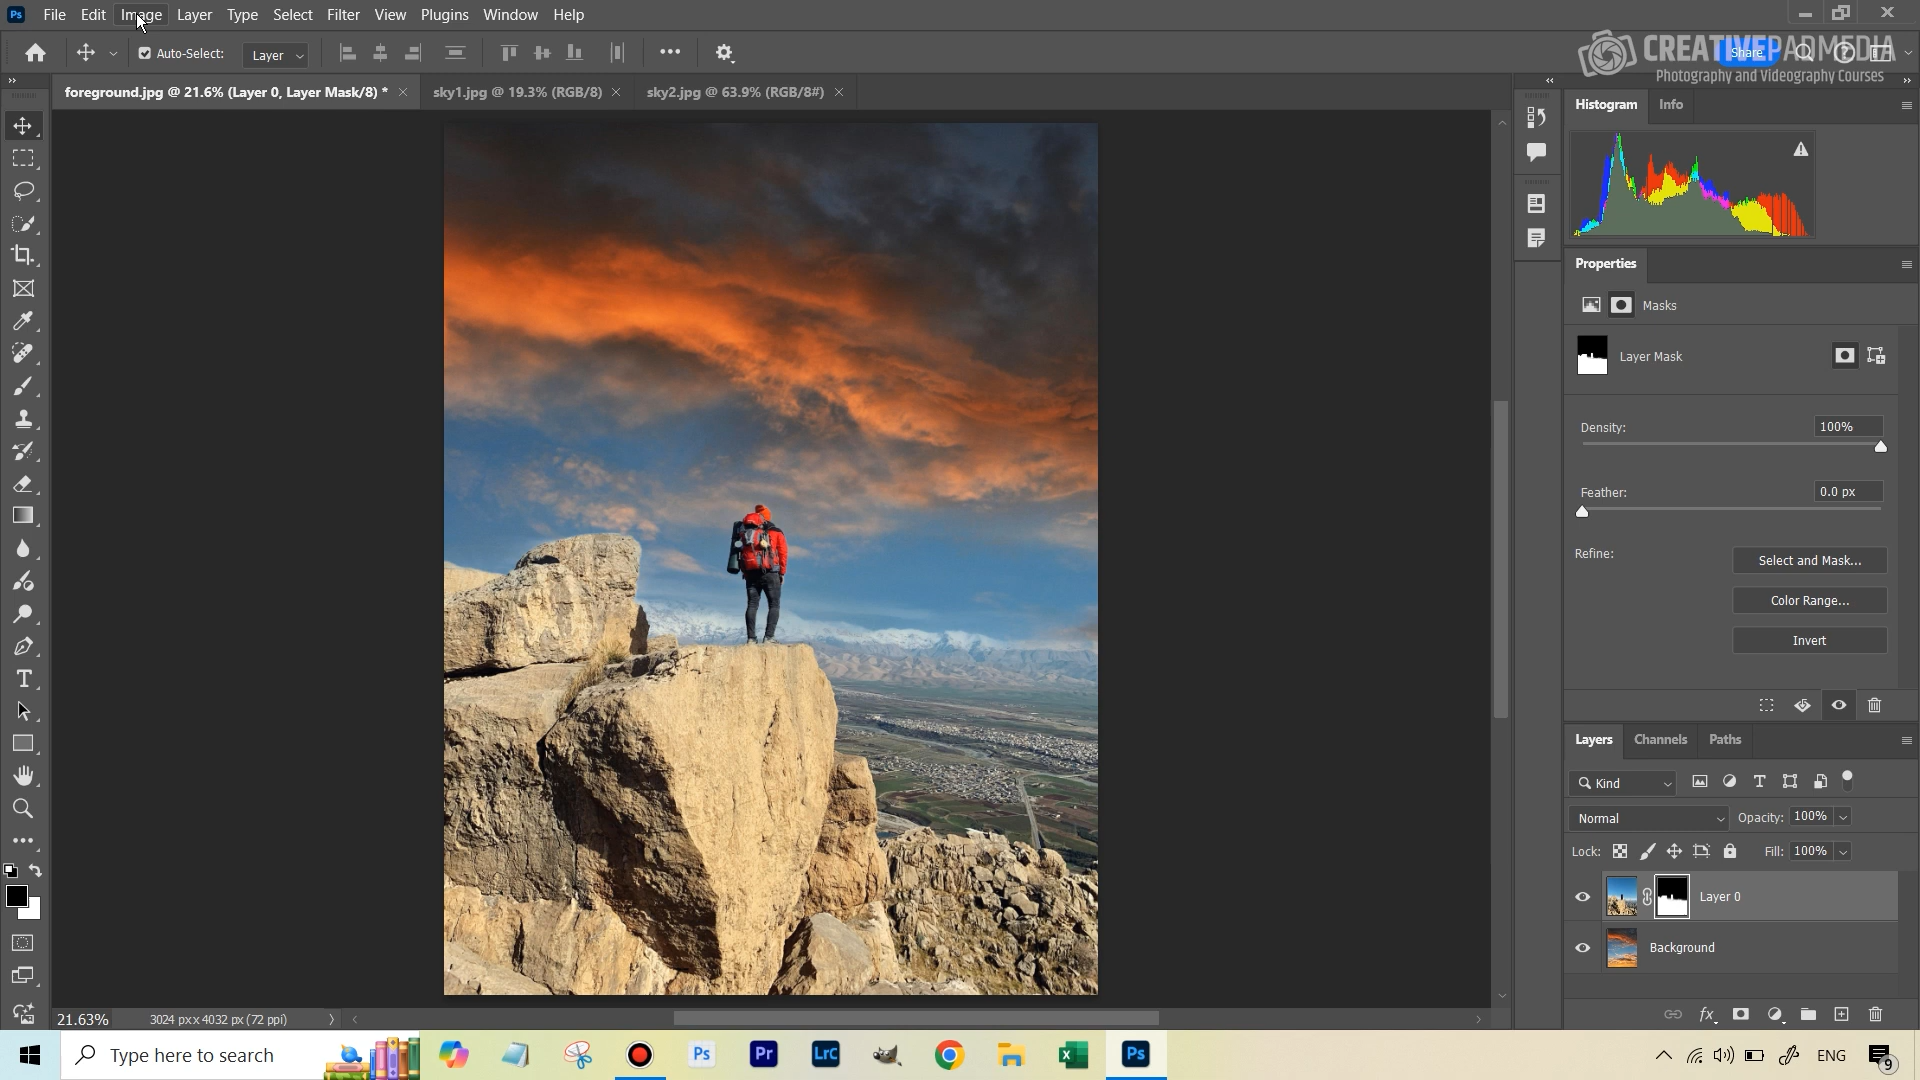 Ps File Edit Image Layer Type Select Filter View Plugins Window Help
Auto-Select: Layer
Share
CREATIVEPADMEDIA
Photography and Videography Courses
foreground.jpg @ 21.6% (Layer 0, Layer Mask/8) *
sky1.jpg @ 19.3% (RGB/8)
sky2.jpg @ 63.9% (RGB/8#)
Histogram Info
Properties
Masks
Layer Mask
Density: 100%
Feather: 0.0 px
Refine: Select and Mask...
Color Range...
Invert
Layers Channels Paths
Kind
Normal Opacity: 100%
Lock: Fill: 100%
Layer 0
Background
fx
21.63% 3024 px x 4032 px (72 ppi)
Type here to search
Ps Pr LrC Ps ENG 9